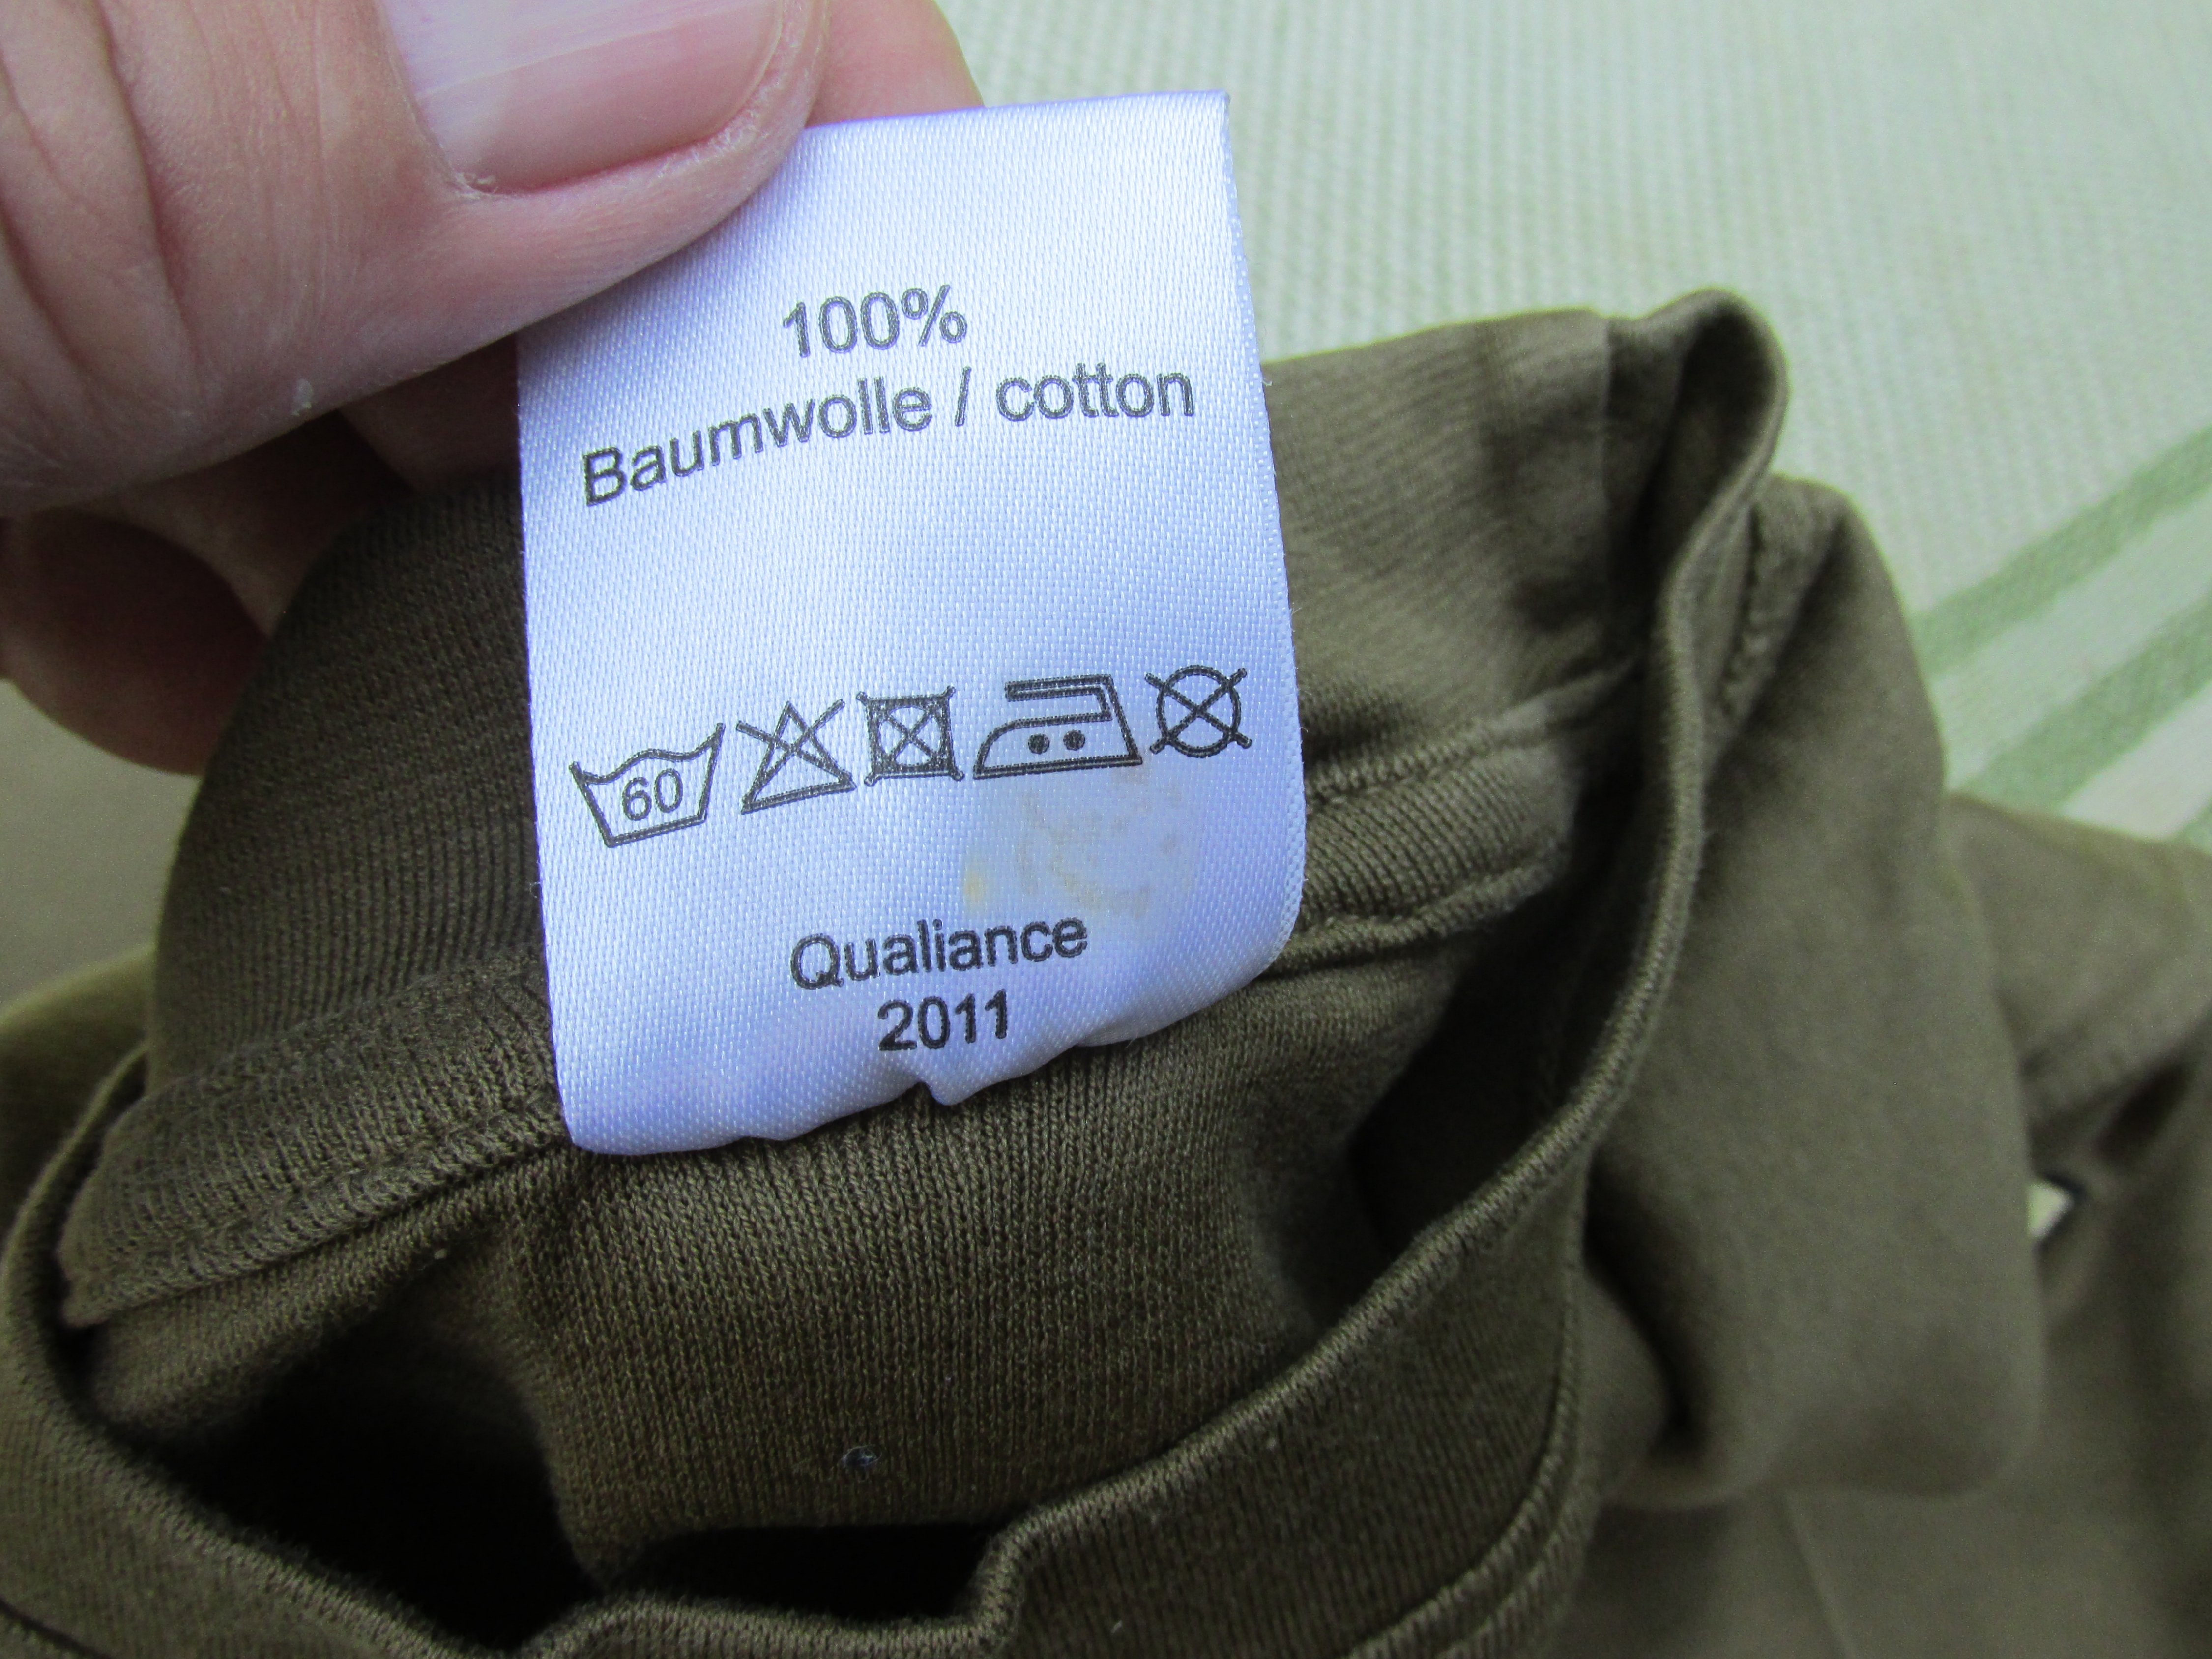 100%
Baumwolle / cotton
60
Qualiance
2011